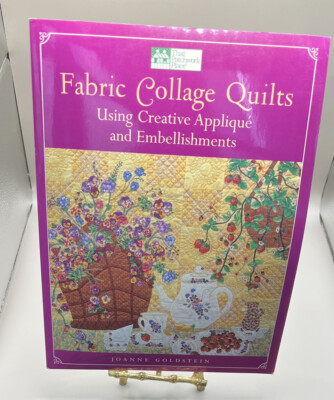 That
Patchwork
Place
Fabric Collage Quilts
Using Creative Appliqué
and Embellishments
JOANNE GOLDSTEIN